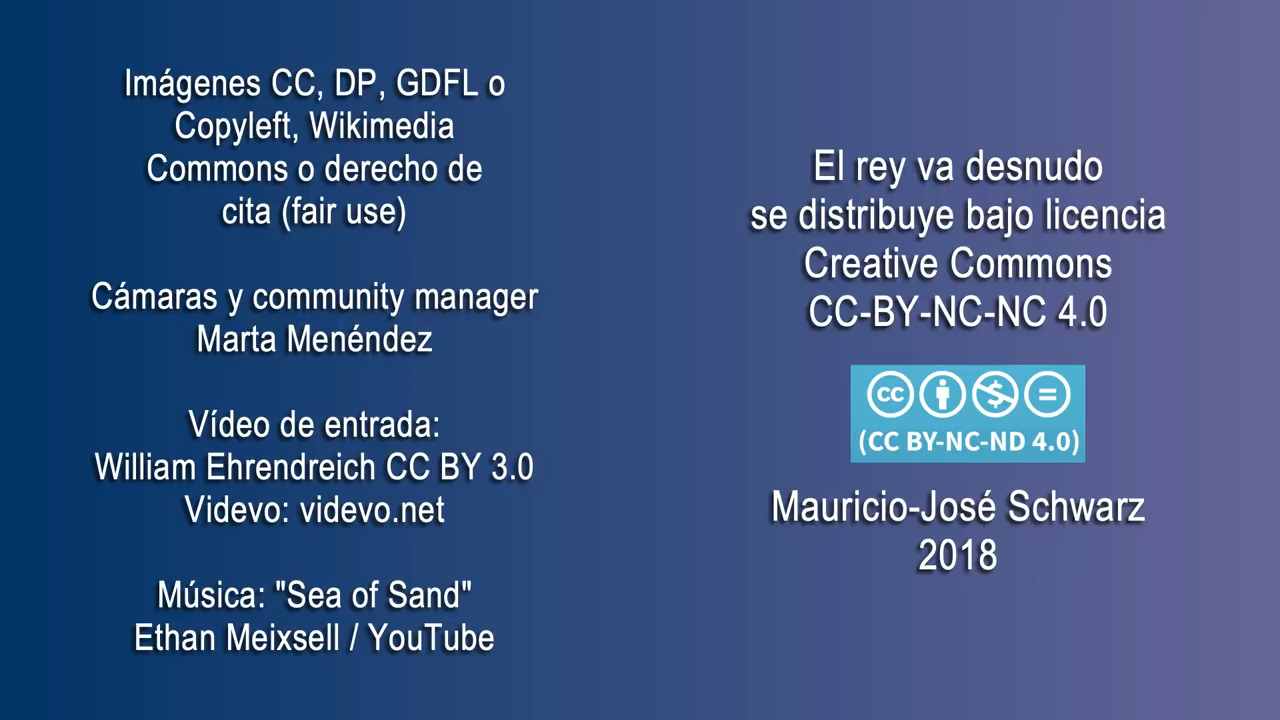 Imágenes CC, DP, GDFL o
Copyleft, Wikimedia
Commons o derecho de
cita (fair use)
Cámaras y community manager
Marta Menéndez
Vídeo de entrada:
William Ehrendreich CC BY 3.0
Videvo: videvo.net
Música: "Sea of Sand"
Ethan Meixsell / YouTube
El rey va desnudo
se distribuye bajo licencia
Creative Commons
CC-BY-NC-NC 4.0
cc
(CC BY-NC-ND 4.0)
Mauricio-José Schwarz
2018